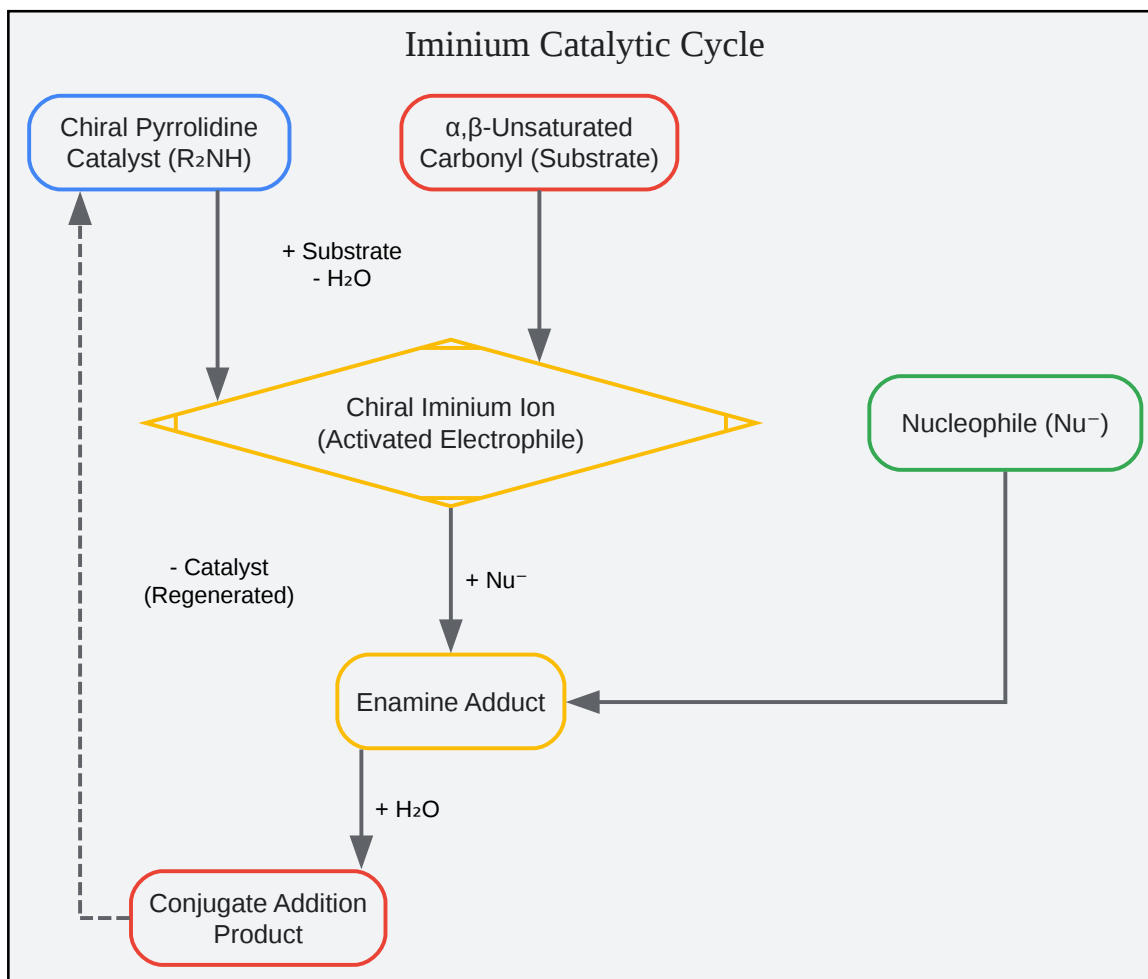 Iminium Catalytic Cycle
Chiral Pyrrolidine
Catalyst (R₂NH)
α,β-Unsaturated
Carbonyl (Substrate)
+ Substrate
- H₂O
Chiral Iminium Ion
(Activated Electrophile)
Nucleophile (Nu⁻)
- Catalyst
(Regenerated)
+ Nu⁻
Enamine Adduct
+ H₂O
Conjugate Addition
Product